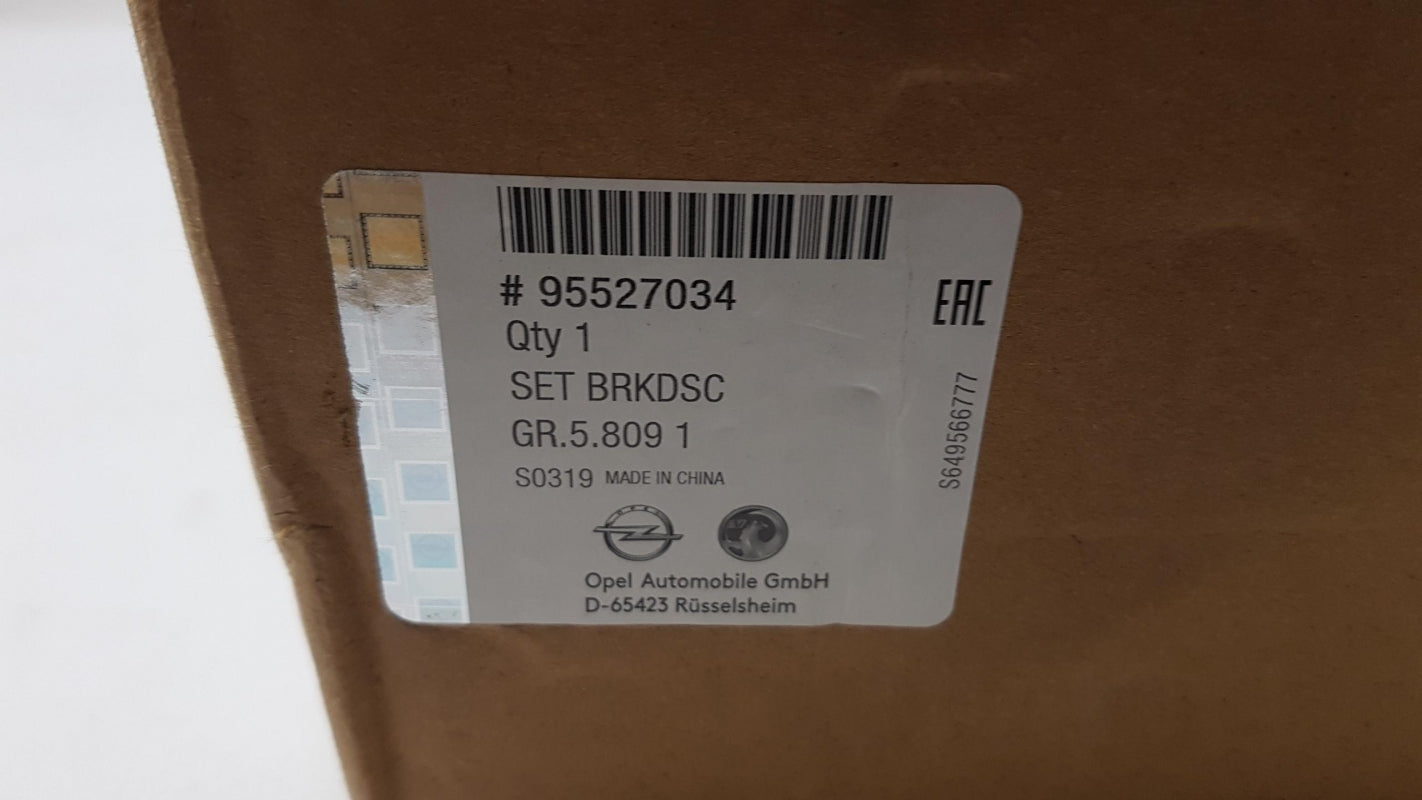 # 95527034
Qty 1
SET BRKDSC
GR.5.809 1
S0319 MADE IN CHINA
OPEL
Opel Automobile GmbH
D-65423 Rüsselsheim
EAC
S649566777